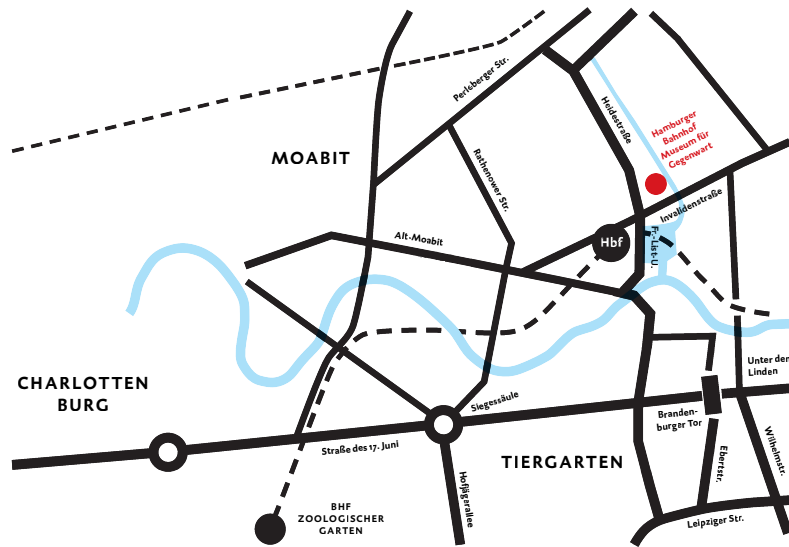 Perleberger Str.
Heidestraße
Hamburger
Bahnhof
Museum für
Gegenwart
MOABIT
Rathenower Str.
Invalidenstraße
Alt-Moabit
Hbf
Fr.-List-U.
CHARLOTTEN
BURG
Unter den
Linden
Siegessäule
Branden-
burger Tor
Straße des 17. Juni
TIERGARTEN
Ebertstr.
Wilhelmstr.
Hofjägerallee
BHF
ZOOLOGISCHER
GARTEN
Leipziger Str.